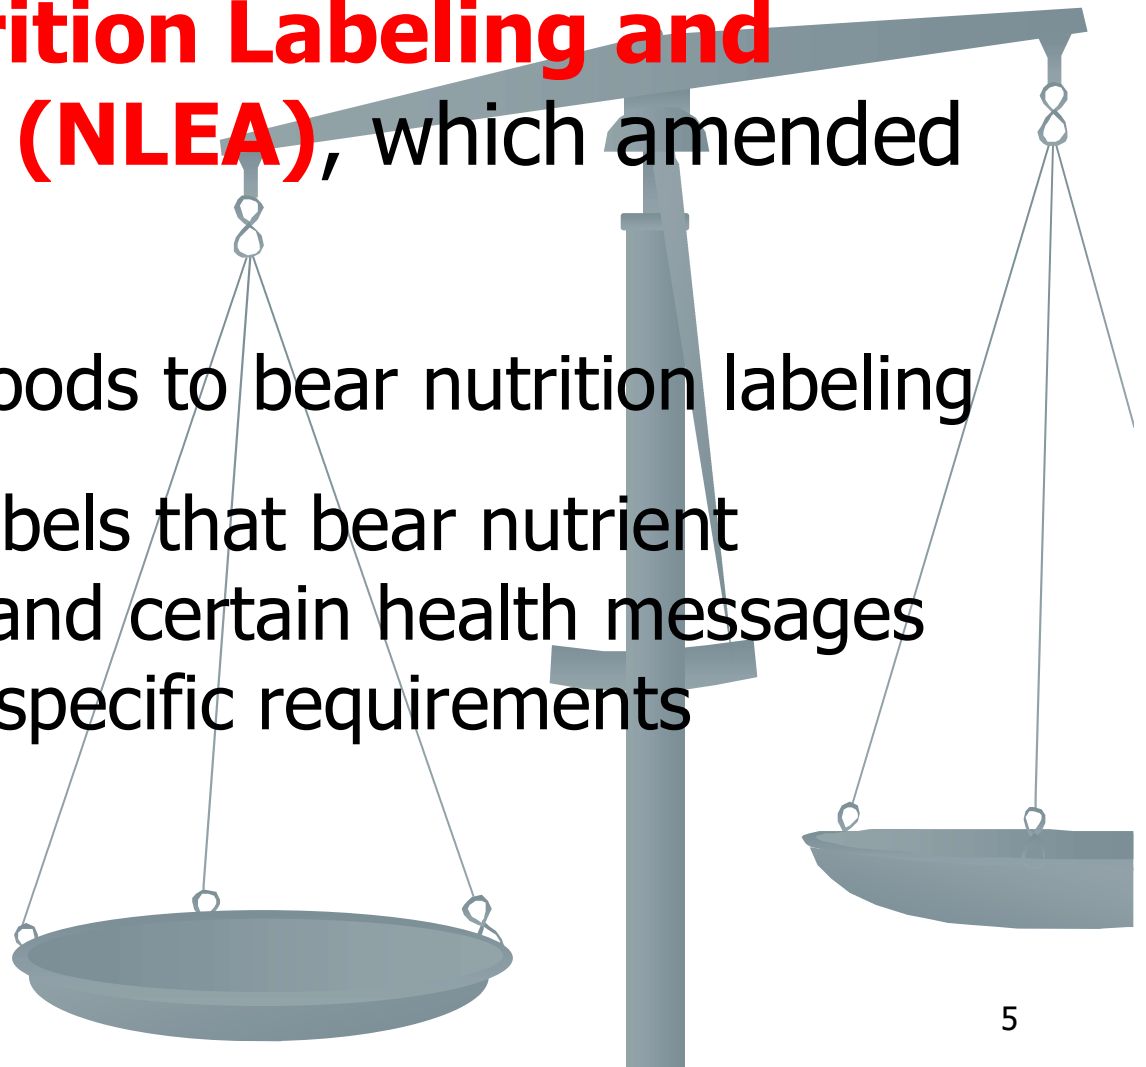 rition Labeling and
(NLEA), which amended
oods to bear nutrition labeling
bels that bear nutrient
and certain health messages
specific requirements
5